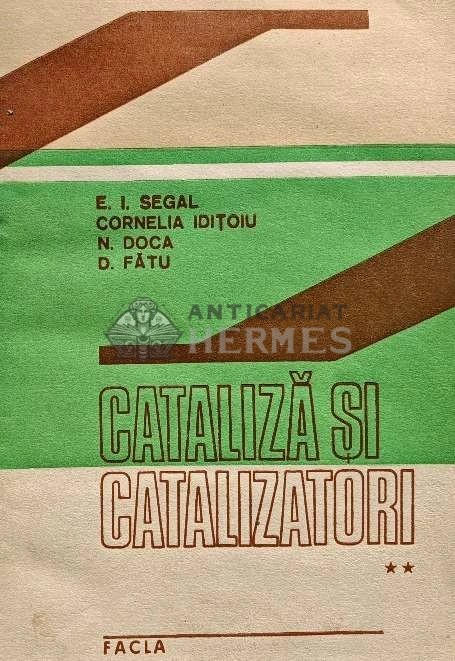 E. I. SEGAL
CORNELIA IDIȚOIU
N. DOCA
D. FĂTU
ANTICARIAT
HERMES
CATALIZĂ ȘI
CATALIZATORI
★★
FACLA